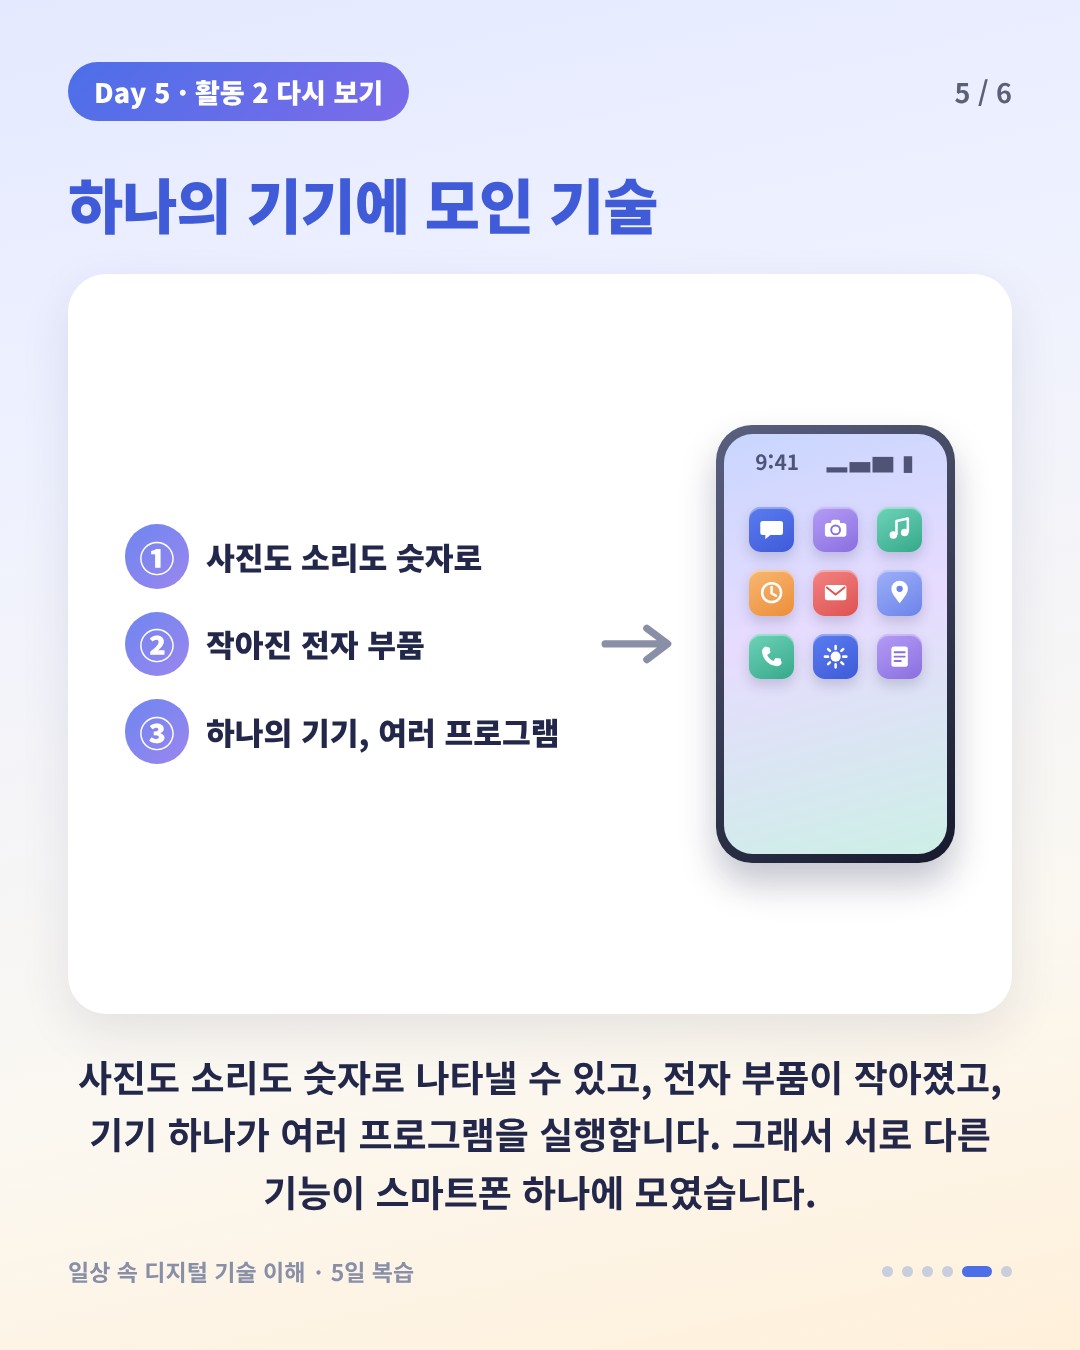 Day 5 · 활동 2 다시 보기
5 / 6
하나의 기기에 모인 기술
① 사진도 소리도 숫자로
② 작아진 전자 부품
③ 하나의 기기, 여러 프로그램
9:41
사진도 소리도 숫자로 나타낼 수 있고, 전자 부품이 작아졌고,
기기 하나가 여러 프로그램을 실행합니다. 그래서 서로 다른
기능이 스마트폰 하나에 모였습니다.
일상 속 디지털 기술 이해 · 5일 복습